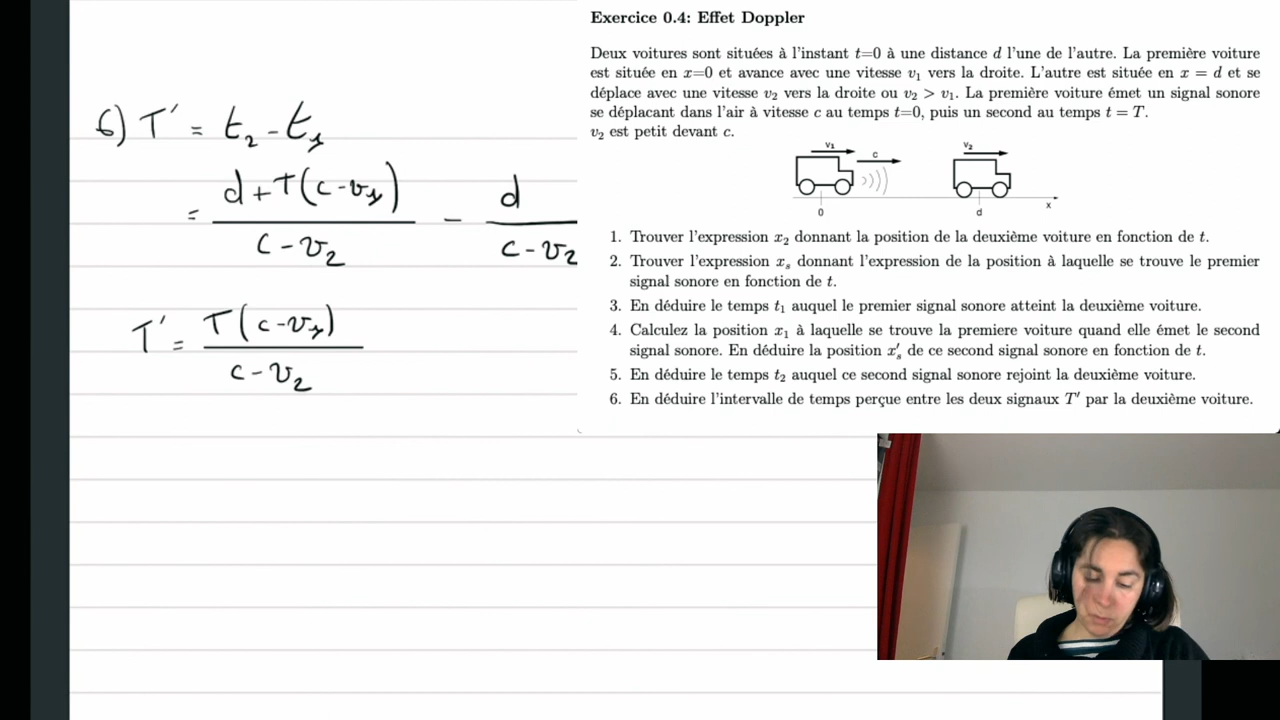 6) T' = t₂ - t₁
= d + T(c - v₁) / c - v₂ - d / c - v₂
T' = T(c - v₁) / c - v₂
Exercice 0.4: Effet Doppler
Deux voitures sont situées à l'instant t=0 à une distance d l'une de l'autre. La première voiture
est située en x=0 et avance avec une vitesse v₁ vers la droite. L'autre est située en x = d et se
déplace avec une vitesse v₂ vers la droite ou v₂ > v₁. La première voiture émet un signal sonore
se déplacant dans l'air à vitesse c au temps t=0, puis un second au temps t = T.
v₂ est petit devant c.
v₁ c v₂
0 d x
1. Trouver l'expression x₂ donnant la position de la deuxième voiture en fonction de t.
2. Trouver l'expression xₛ donnant l'expression de la position à laquelle se trouve le premier
signal sonore en fonction de t.
3. En déduire le temps t₁ auquel le premier signal sonore atteint la deuxième voiture.
4. Calculez la position x₁ à laquelle se trouve la premiere voiture quand elle émet le second
signal sonore. En déduire la position x'ₛ de ce second signal sonore en fonction de t.
5. En déduire le temps t₂ auquel ce second signal sonore rejoint la deuxième voiture.
6. En déduire l'intervalle de temps perçue entre les deux signaux T' par la deuxième voiture.